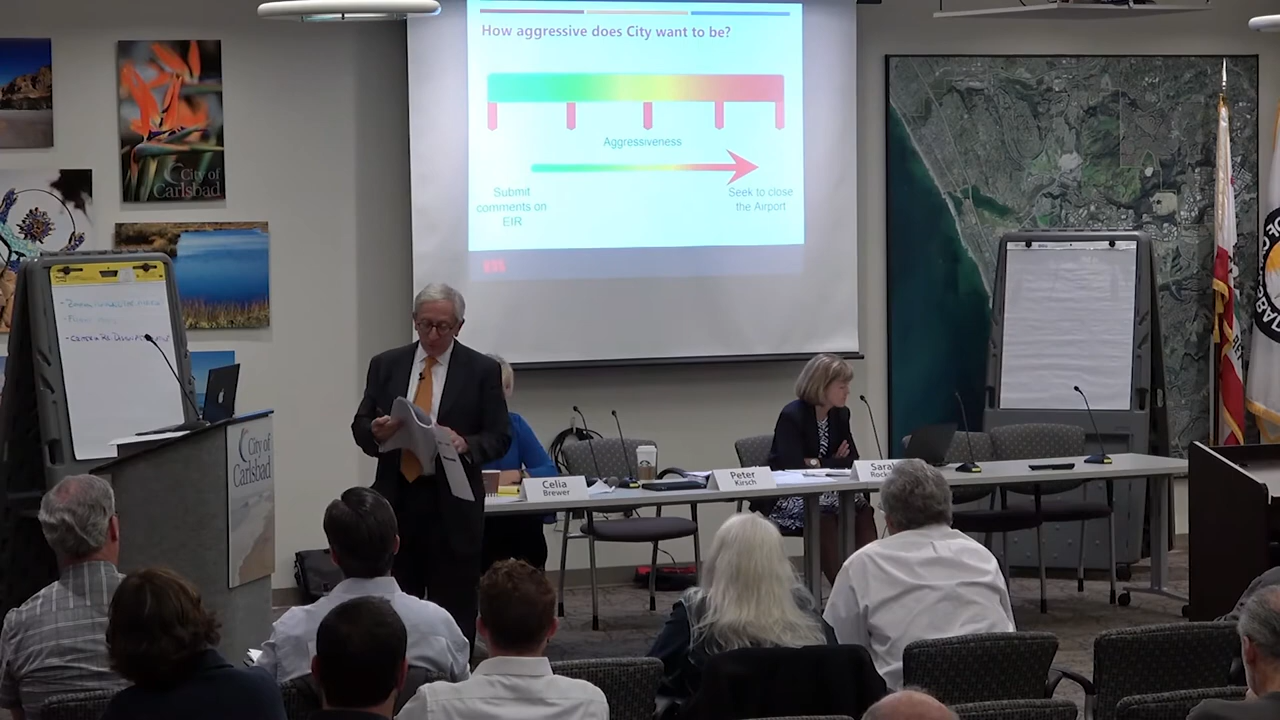 How aggressive does City want to be?
Aggressiveness
Submit
comments on
EIR
Seek to close
the Airport
City of
Carlsbad
City of
Carlsbad
Celia
Brewer
Peter
Kirsch